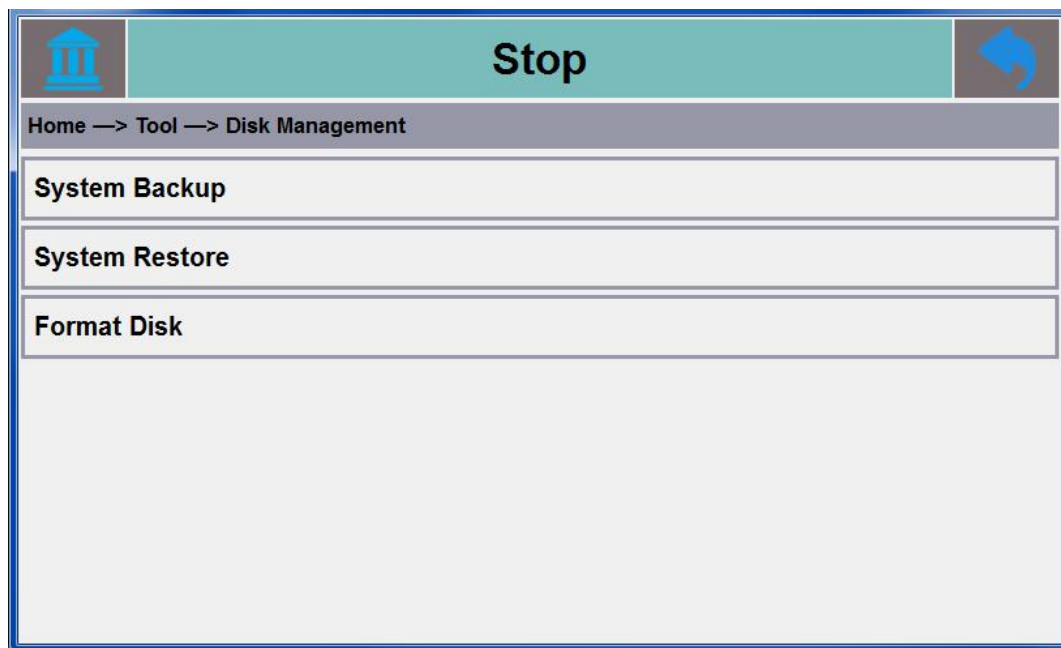 Stop
Home —> Tool —> Disk Management
System Backup
System Restore
Format Disk